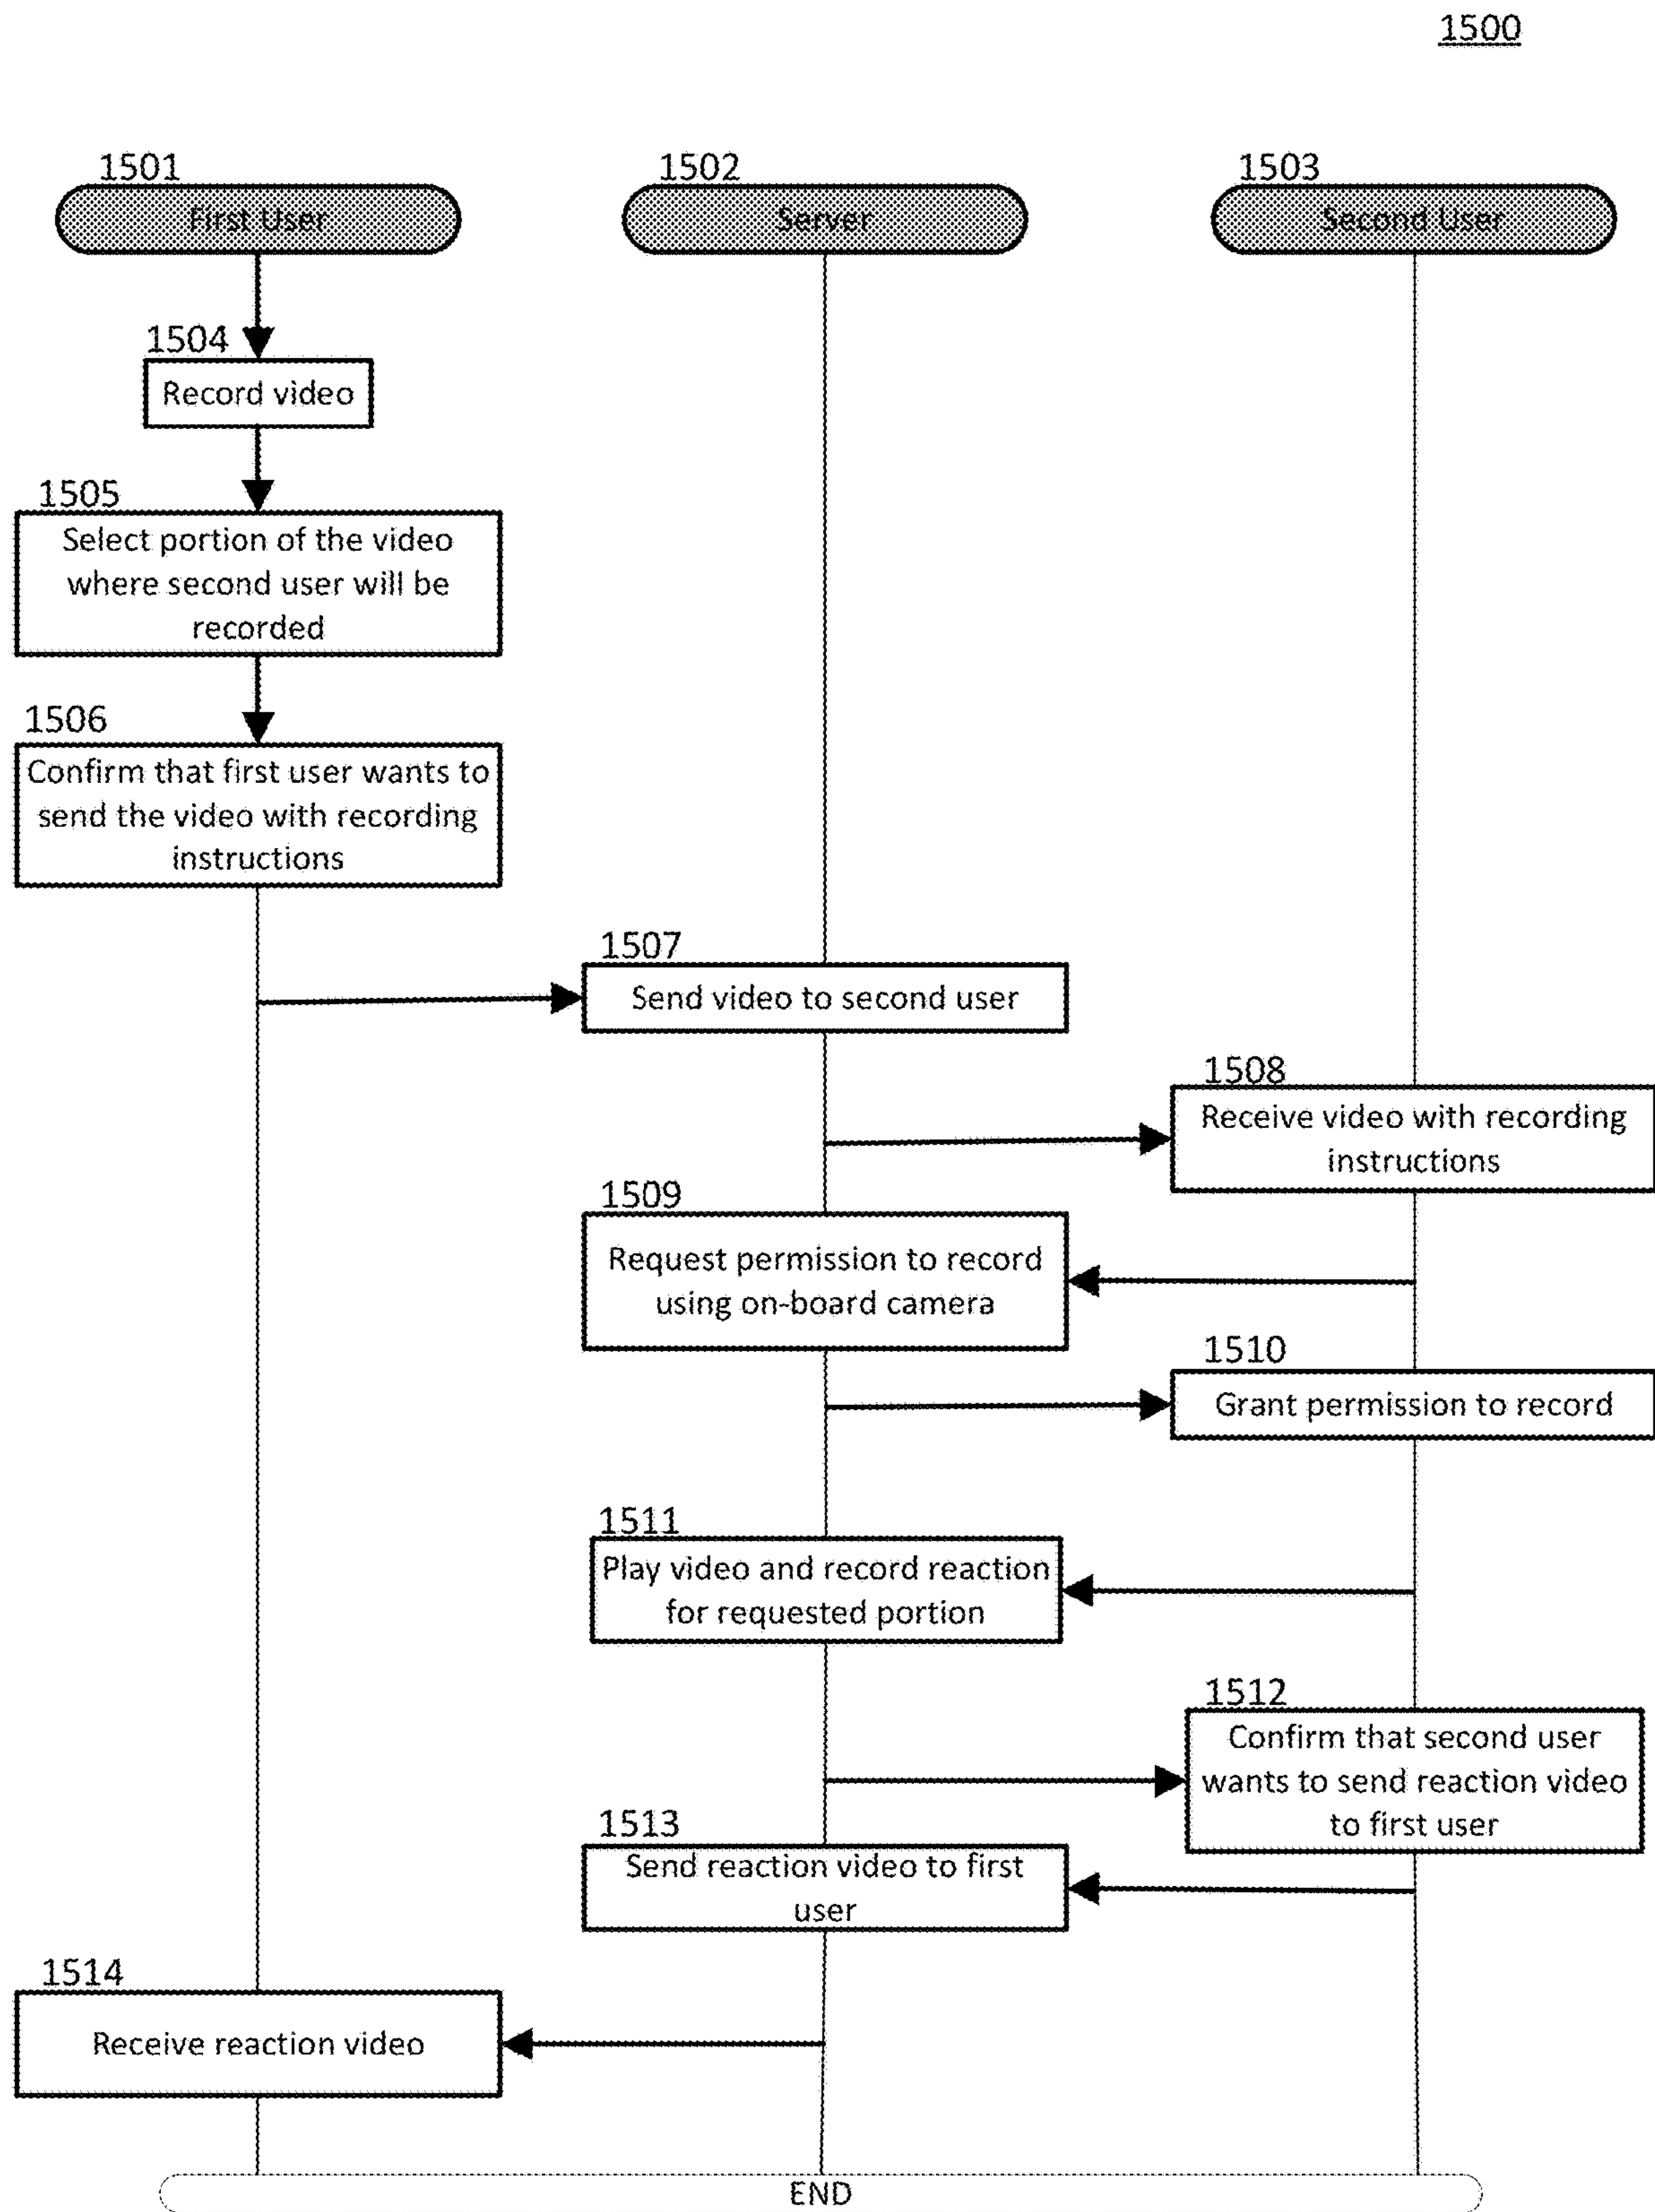 1500
1501
First User
1502
Server
1503
Second User
1504
Record video
1505
Select portion of the video
where second user will be
recorded
1506
Confirm that first user wants to
send the video with recording
instructions
1507
Send video to second user
1508
Receive video with recording
instructions
1509
Request permission to record
using on-board camera
1510
Grant permission to record
1511
Play video and record reaction
for requested portion
1512
Confirm that second user
wants to send reaction video
to first user
1513
Send reaction video to first
user
1514
Receive reaction video
END